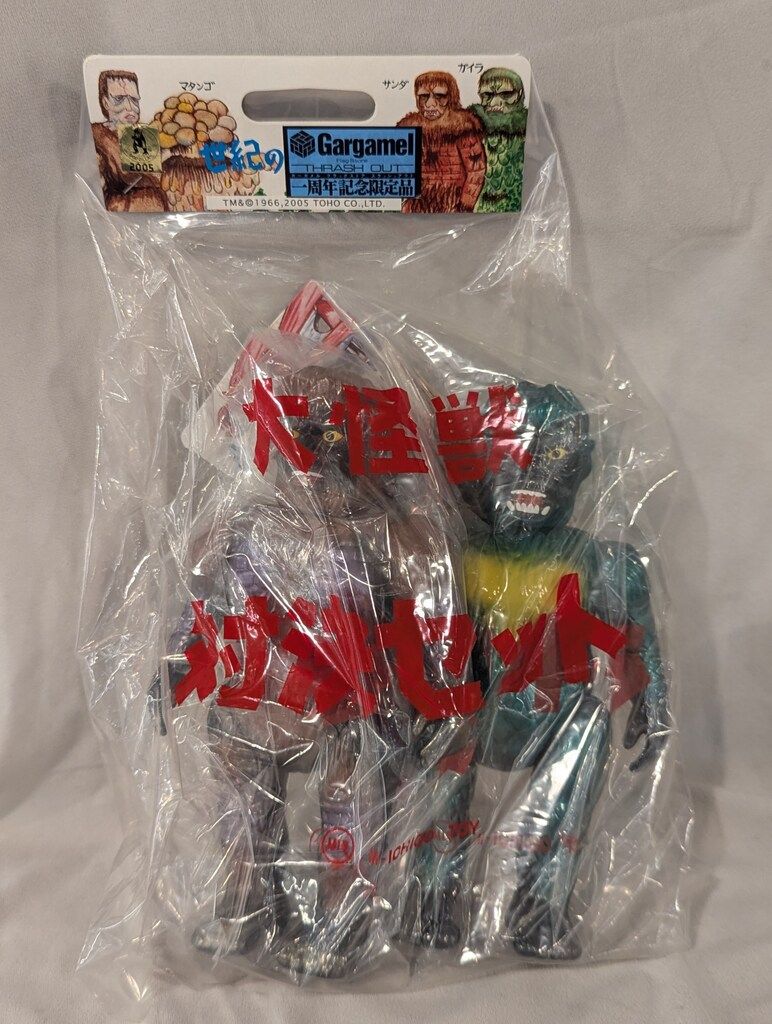 ガイラ
マタンゴ
サンダ
2005
世紀の
Gargamel
THRASH OUT
一周年記念限定品
TM&©1966,2005 TOHO CO.,LTD.
大怪獣
対決セット
M-ICHIGO TOY